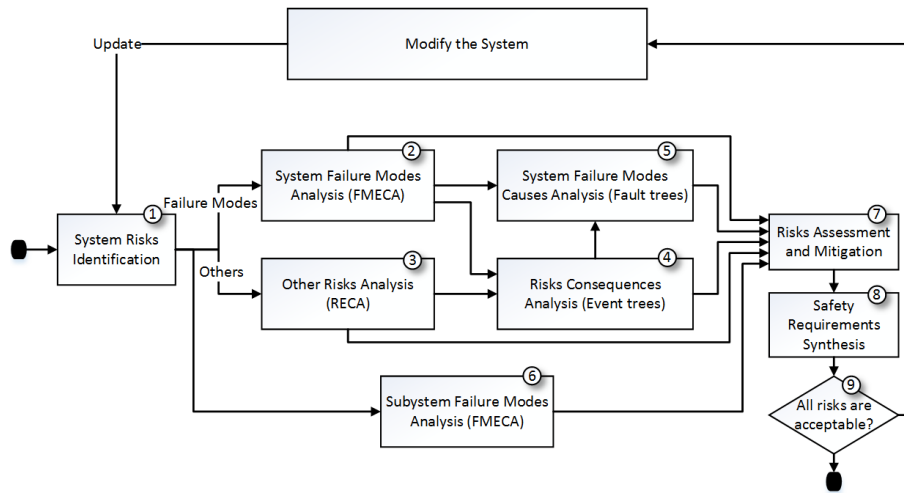 Update
Modify the System
2
System Failure Modes
Analysis (FMECA)
5
System Failure Modes
Causes Analysis (Fault trees)
Failure Modes
1
System Risks
Identification
7
Risks Assessment
and Mitigation
Others
3
Other Risks Analysis
(RECA)
4
Risks Consequences
Analysis (Event trees)
8
Safety
Requirements
Synthesis
6
Subystem Failure Modes
Analysis (FMECA)
9
All risks are
acceptable?